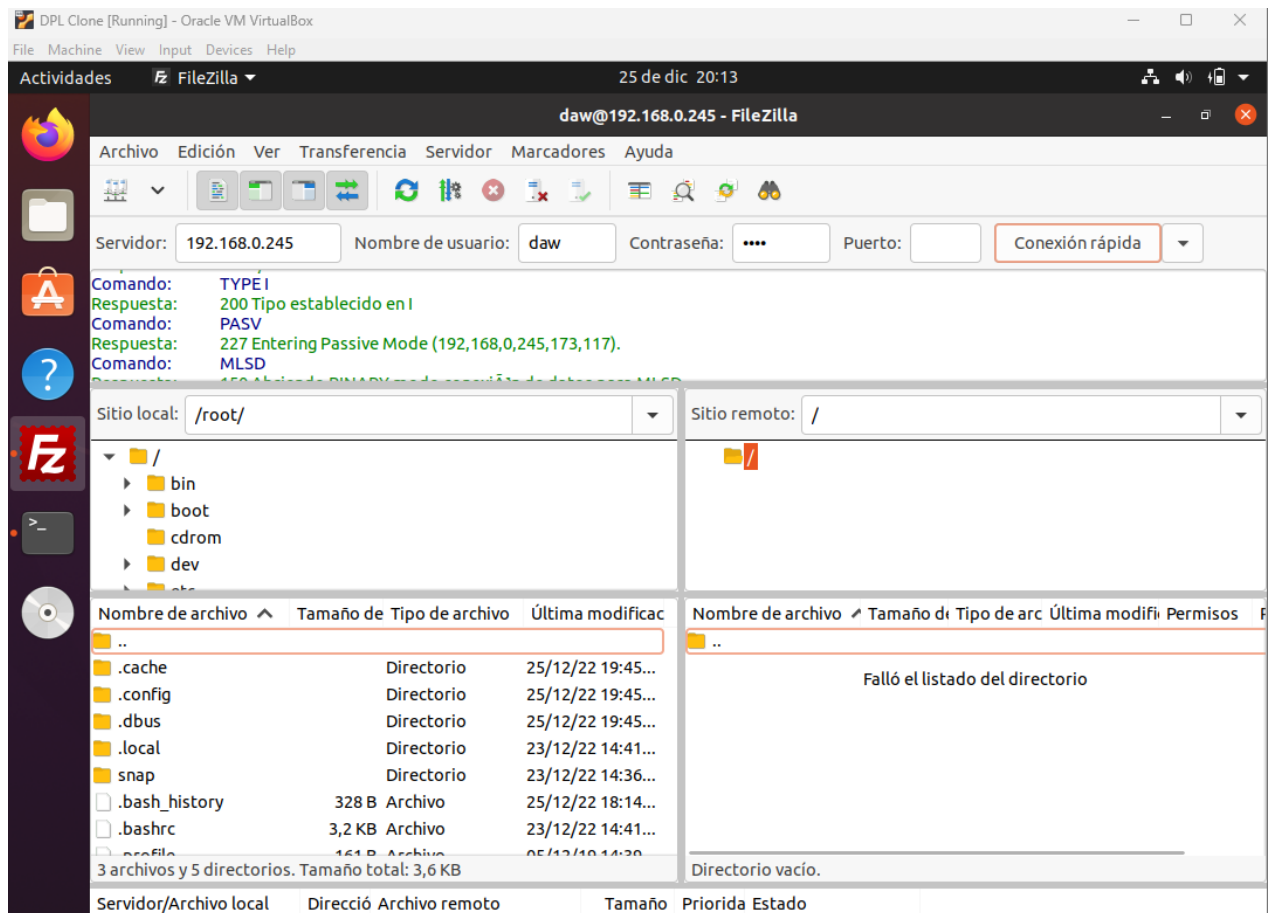 DPL Clone [Running] - Oracle VM VirtualBox
File Machine View Input Devices Help
Actividades FileZilla 25 de dic 20:13
daw@192.168.0.245 - FileZilla
Archivo Edición Ver Transferencia Servidor Marcadores Ayuda
Servidor: 192.168.0.245 Nombre de usuario: daw Contraseña: •••• Puerto: Conexión rápida
Comando: TYPE I
Respuesta: 200 Tipo establecido en I
Comando: PASV
Respuesta: 227 Entering Passive Mode (192,168,0,245,173,117).
Comando: MLSD
Sitio local: /root/
Sitio remoto: /
/
bin
boot
cdrom
dev
/
Nombre de archivo Tamaño de Tipo de archivo Última modificac
..
.cache Directorio 25/12/22 19:45...
.config Directorio 25/12/22 19:45...
.dbus Directorio 25/12/22 19:45...
.local Directorio 23/12/22 14:41...
snap Directorio 23/12/22 14:36...
.bash_history 328 B Archivo 25/12/22 18:14...
.bashrc 3,2 KB Archivo 23/12/22 14:41...
3 archivos y 5 directorios. Tamaño total: 3,6 KB
Nombre de archivo Tamaño de Tipo de arc Última modifi Permisos
..
Falló el listado del directorio
Directorio vacío.
Servidor/Archivo local Direcció Archivo remoto Tamaño Priorida Estado